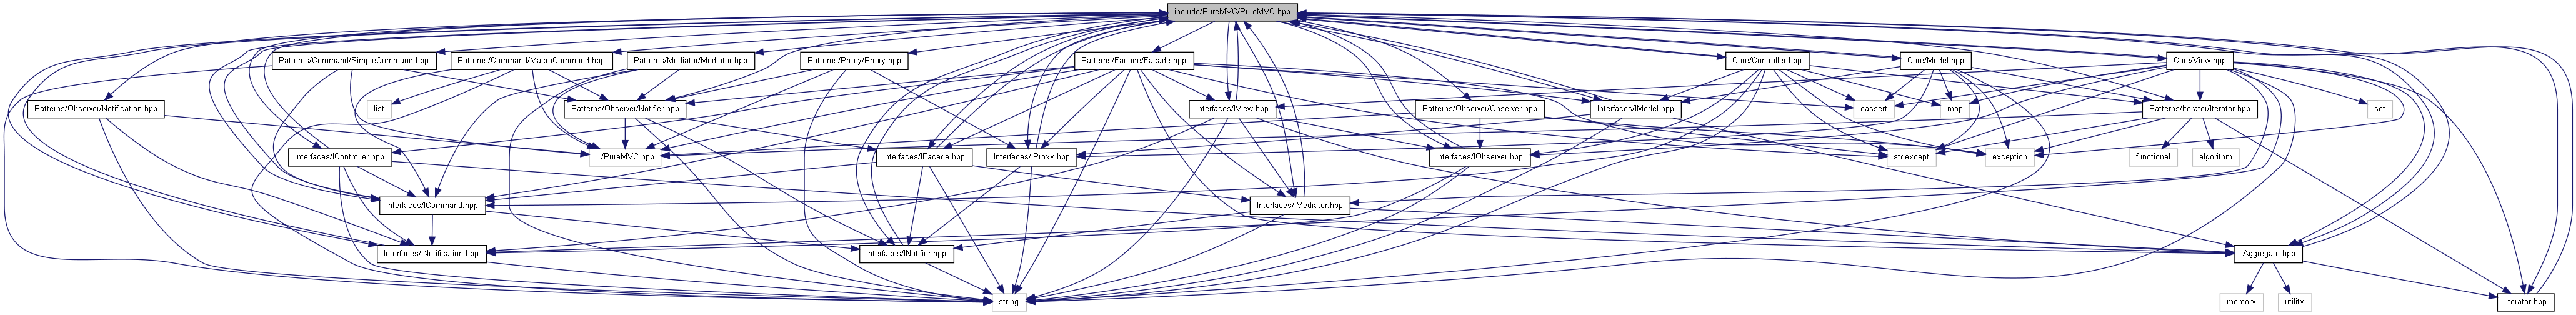 include/PureMVC/PureMVC.hpp
Patterns/Command/SimpleCommand.hpp
Patterns/Command/MacroCommand.hpp
Patterns/Mediator/Mediator.hpp
Patterns/Proxy/Proxy.hpp
Patterns/Facade/Facade.hpp
Core/Controller.hpp
Core/Model.hpp
Core/View.hpp
Patterns/Observer/Notification.hpp
list
Patterns/Observer/Notifier.hpp
Interfaces/IView.hpp
Patterns/Observer/Observer.hpp
Interfaces/IModel.hpp
cassert
map
Patterns/Iterator/Iterator.hpp
set
Interfaces/IController.hpp
../PureMVC.hpp
Interfaces/IFacade.hpp
Interfaces/IProxy.hpp
Interfaces/IObserver.hpp
stdexcept
exception
functional
algorithm
Interfaces/ICommand.hpp
Interfaces/IMediator.hpp
Interfaces/INotification.hpp
Interfaces/INotifier.hpp
IAggregate.hpp
string
memory
utility
IIterator.hpp